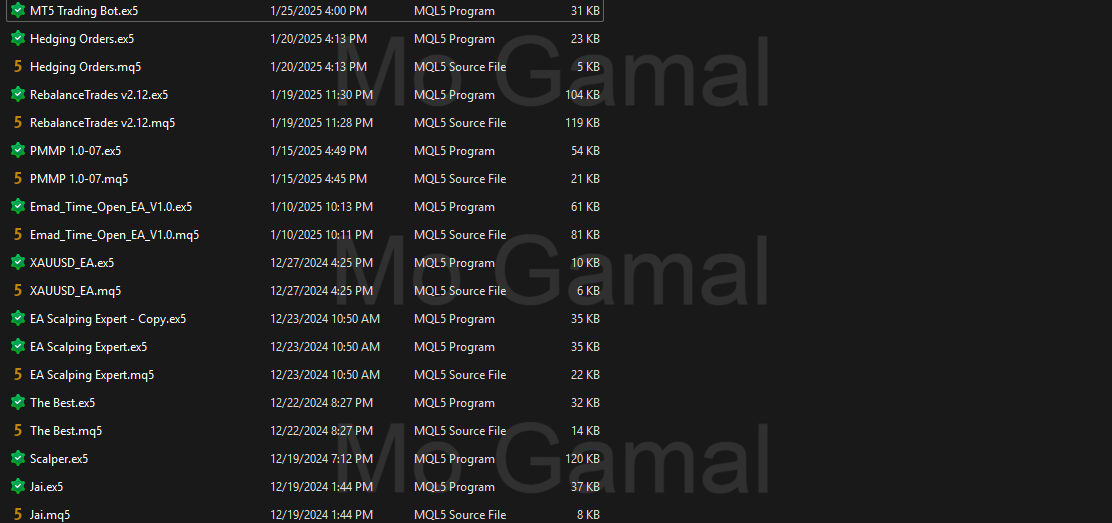 MT5 Trading Bot.ex5 1/25/2025 4:00 PM MQL5 Program 31 KB
Hedging Orders.ex5 1/20/2025 4:13 PM MQL5 Program 23 KB
5 Hedging Orders.mq5 1/20/2025 4:13 PM MQL5 Source File 5 KB
Mo Gamal
RebalanceTrades v2.12.ex5 1/19/2025 11:30 PM MQL5 Program 104 KB
5 RebalanceTrades v2.12.mq5 1/19/2025 11:28 PM MQL5 Source File 119 KB
PMMP 1.0-07.ex5 1/15/2025 4:49 PM MQL5 Program 54 KB
5 PMMP 1.0-07.mq5 1/15/2025 4:45 PM MQL5 Source File 21 KB
Emad_Time_Open_EA_V1.0.ex5 1/10/2025 10:13 PM MQL5 Program 61 KB
5 Emad_Time_Open_EA_V1.0.mq5 1/10/2025 10:11 PM MQL5 Source File 81 KB
XAUUSD_EA.ex5 12/27/2024 4:25 PM MQL5 Program 10 KB
Mo Gamal
5 XAUUSD_EA.mq5 12/27/2024 4:25 PM MQL5 Source File 6 KB
EA Scalping Expert - Copy.ex5 12/23/2024 10:50 AM MQL5 Program 35 KB
EA Scalping Expert.ex5 12/23/2024 10:50 AM MQL5 Program 35 KB
5 EA Scalping Expert.mq5 12/23/2024 10:50 AM MQL5 Source File 22 KB
The Best.ex5 12/22/2024 8:27 PM MQL5 Program 32 KB
5 The Best.mq5 12/22/2024 8:27 PM MQL5 Source File 14 KB
Scalper.ex5 12/19/2024 7:12 PM MQL5 Program 120 KB
Mo Gamal
Jai.ex5 12/19/2024 1:44 PM MQL5 Program 37 KB
5 Jai.mq5 12/19/2024 1:44 PM MQL5 Source File 8 KB